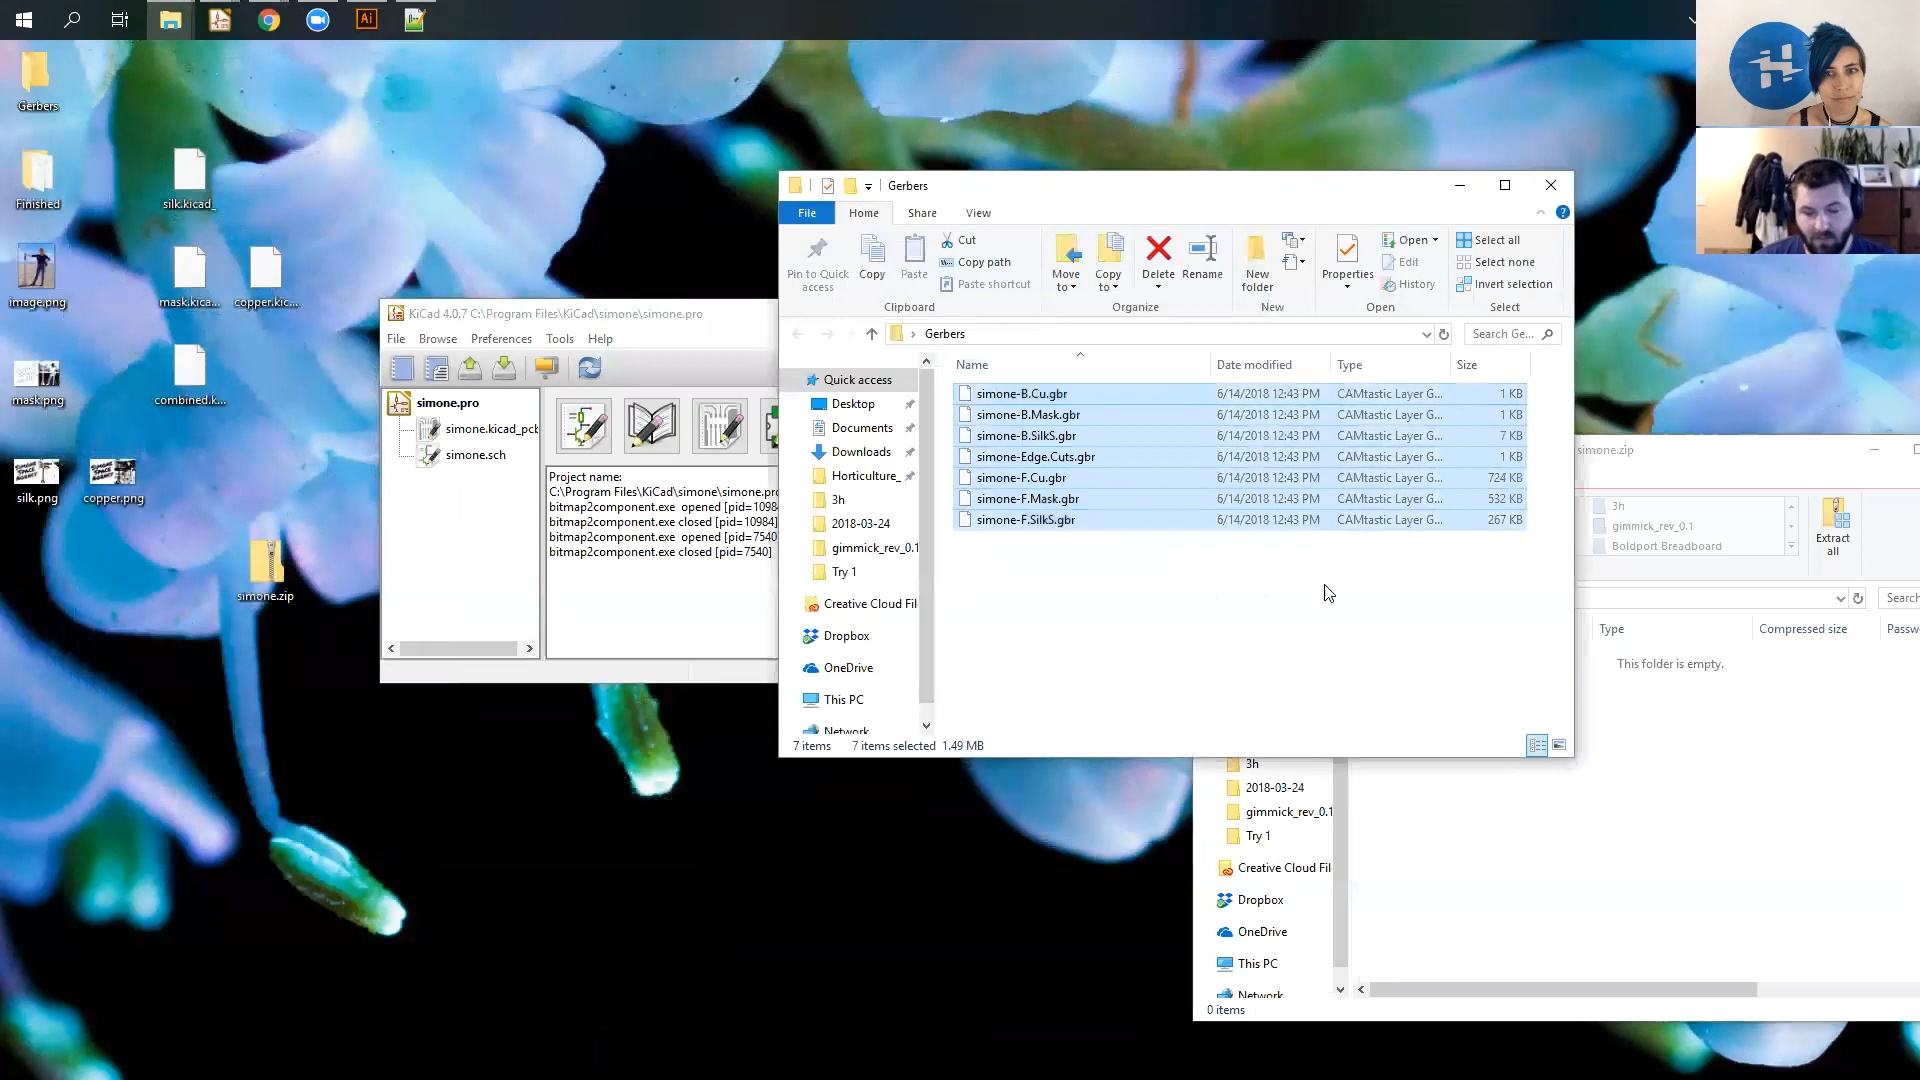 Ai
Gerbers
Finished
image.png
mask.png
silk.png
copper.png
silk.kicad_
mask.kica...
copper.kic...
combined.k...
simone.zip
KiCad 4.0.7 C:\Program Files\KiCad\simone\simone.pro
File Browse Preferences Tools Help
simone.pro
simone.kicad_pcb
simone.sch
Project name:
C:\Program Files\KiCad\simone\simone.pro
bitmap2component.exe opened [pid=1098
bitmap2component.exe closed [pid=10984]
bitmap2component.exe opened [pid=7540
bitmap2component.exe closed [pid=7540]
Gerbers
File Home Share View
Pin to Quick access
Copy
Paste
Cut
Copy path
Paste shortcut
Clipboard
Move to
Copy to
Delete
Rename
Organize
New folder
New
Properties
Open
Edit
History
Open
Select all
Select none
Invert selection
Select
Gerbers
Search Ge...
Name Date modified Type Size
Quick access
Desktop
Documents
Downloads
Horticulture_
3h
2018-03-24
gimmick_rev_0.1
Try 1
Creative Cloud Fil
Dropbox
OneDrive
This PC
Network
simone-B.Cu.gbr 6/14/2018 12:43 PM CAMtastic Layer G... 1 KB
simone-B.Mask.gbr 6/14/2018 12:43 PM CAMtastic Layer G... 1 KB
simone-B.SilkS.gbr 6/14/2018 12:43 PM CAMtastic Layer G... 7 KB
simone-Edge.Cuts.gbr 6/14/2018 12:43 PM CAMtastic Layer G... 1 KB
simone-F.Cu.gbr 6/14/2018 12:43 PM CAMtastic Layer G... 724 KB
simone-F.Mask.gbr 6/14/2018 12:43 PM CAMtastic Layer G... 532 KB
simone-F.SilkS.gbr 6/14/2018 12:43 PM CAMtastic Layer G... 267 KB
7 items 7 items selected 1.49 MB
simone.zip
3h
gimmick_rev_0.1
Boldport Breadboard
Extract all
Search
Type Compressed size Passw
This folder is empty.
3h
2018-03-24
gimmick_rev_0.1
Try 1
Creative Cloud Fil
Dropbox
OneDrive
This PC
Network
0 items